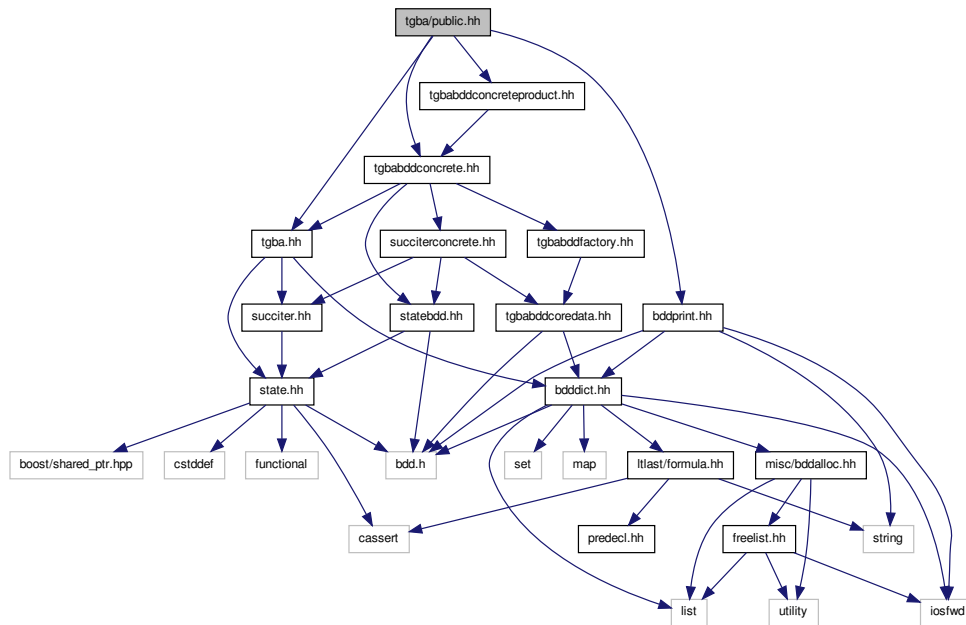 tgba/public.hh
tgbabddconcreteproduct.hh
tgbabddconcrete.hh
tgba.hh
succiterconcrete.hh
tgbabddfactory.hh
succiter.hh
statebdd.hh
tgbabddcoredata.hh
bddprint.hh
state.hh
bdddict.hh
boost/shared_ptr.hpp
cstddef
functional
bdd.h
set
map
ltlast/formula.hh
misc/bddalloc.hh
cassert
predecl.hh
freelist.hh
string
list
utility
iosfwd